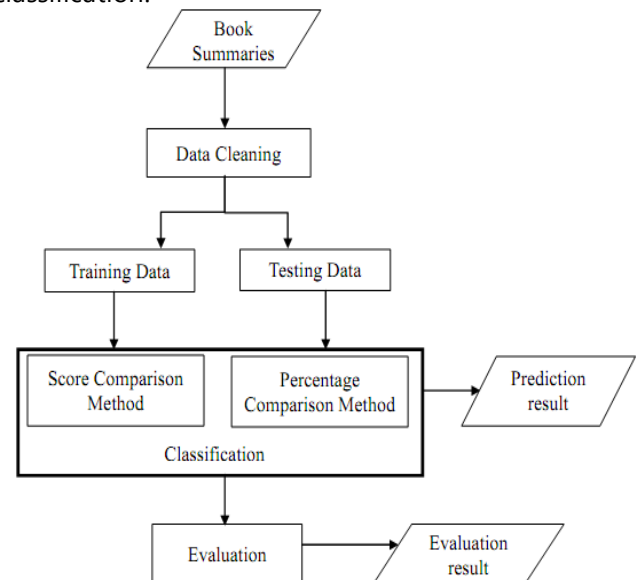 classification.
Book
Summaries
Data Cleaning
Training Data
Testing Data
Score Comparison
Method
Percentage
Comparison Method
Classification
Prediction
result
Evaluation
Evaluation
result